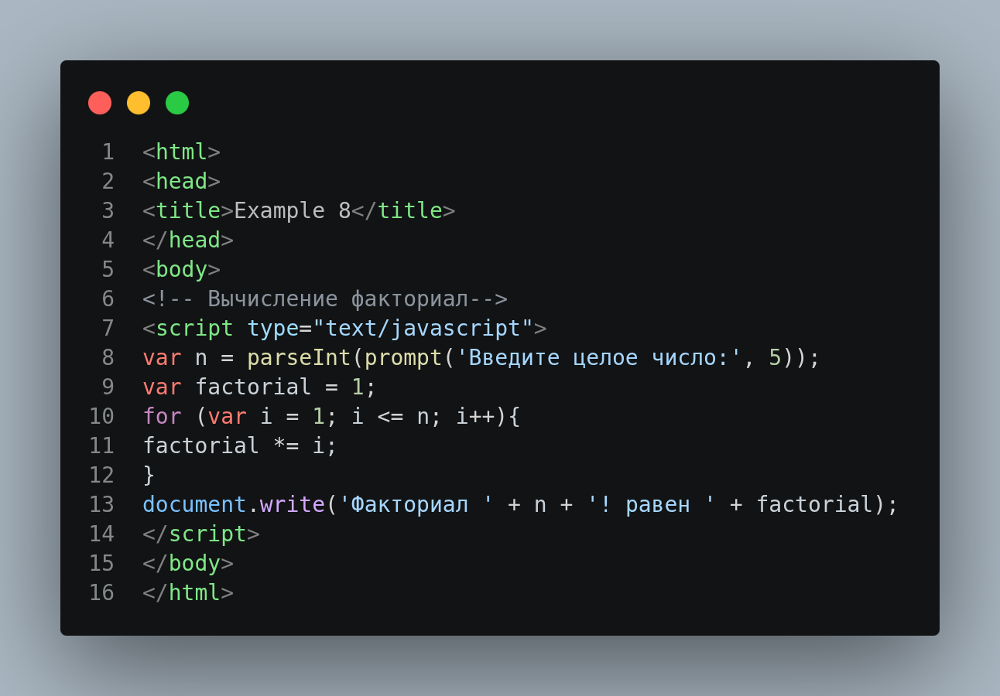 1 <html>
2 <head>
3 <title>Example 8</title>
4 </head>
5 <body>
6 <!-- Вычисление факториал-->
7 <script type="text/javascript">
8 var n = parseInt(prompt('Введите целое число:', 5));
9 var factorial = 1;
10 for (var i = 1; i <= n; i++){
11 factorial *= i;
12 }
13 document.write('Факториал ' + n + '! равен ' + factorial);
14 </script>
15 </body>
16 </html>